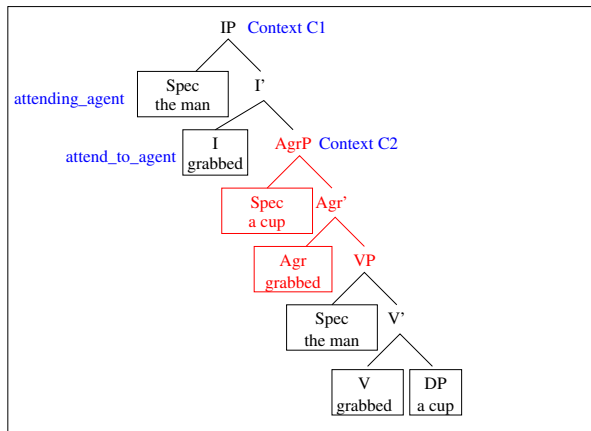 IP Context C1
Spec
the man
I'
attending_agent
I
grabbed
attend_to_agent
AgrP Context C2
Spec
a cup
Agr'
Agr
grabbed
VP
Spec
the man
V'
V
grabbed
DP
a cup